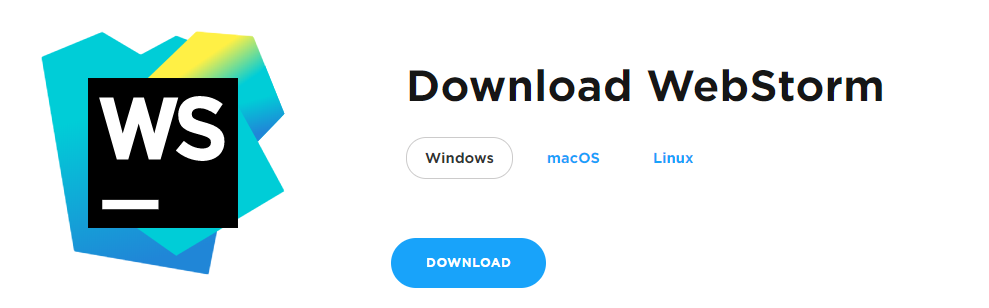 WS
Download WebStorm
Windows macOS Linux
DOWNLOAD